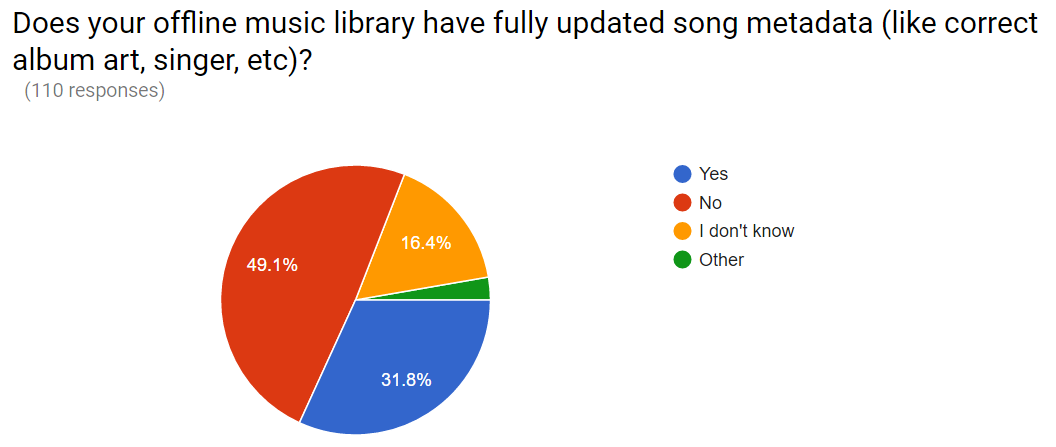 Does your offline music library have fully updated song metadata (like correct
album art, singer, etc)?
(110 responses)
Yes
No
I don't know
Other
16.4%
49.1%
31.8%